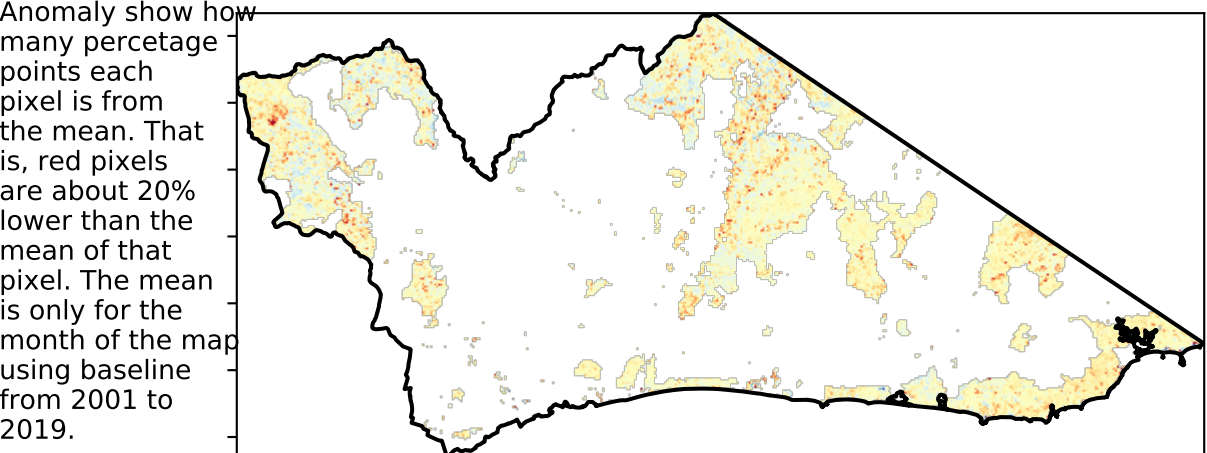 Anomaly show how
many percetage
points each
pixel is from
the mean. That
is, red pixels
are about 20%
lower than the
mean of that
pixel. The mean
is only for the
month of the map
using baseline
from 2001 to
2019.